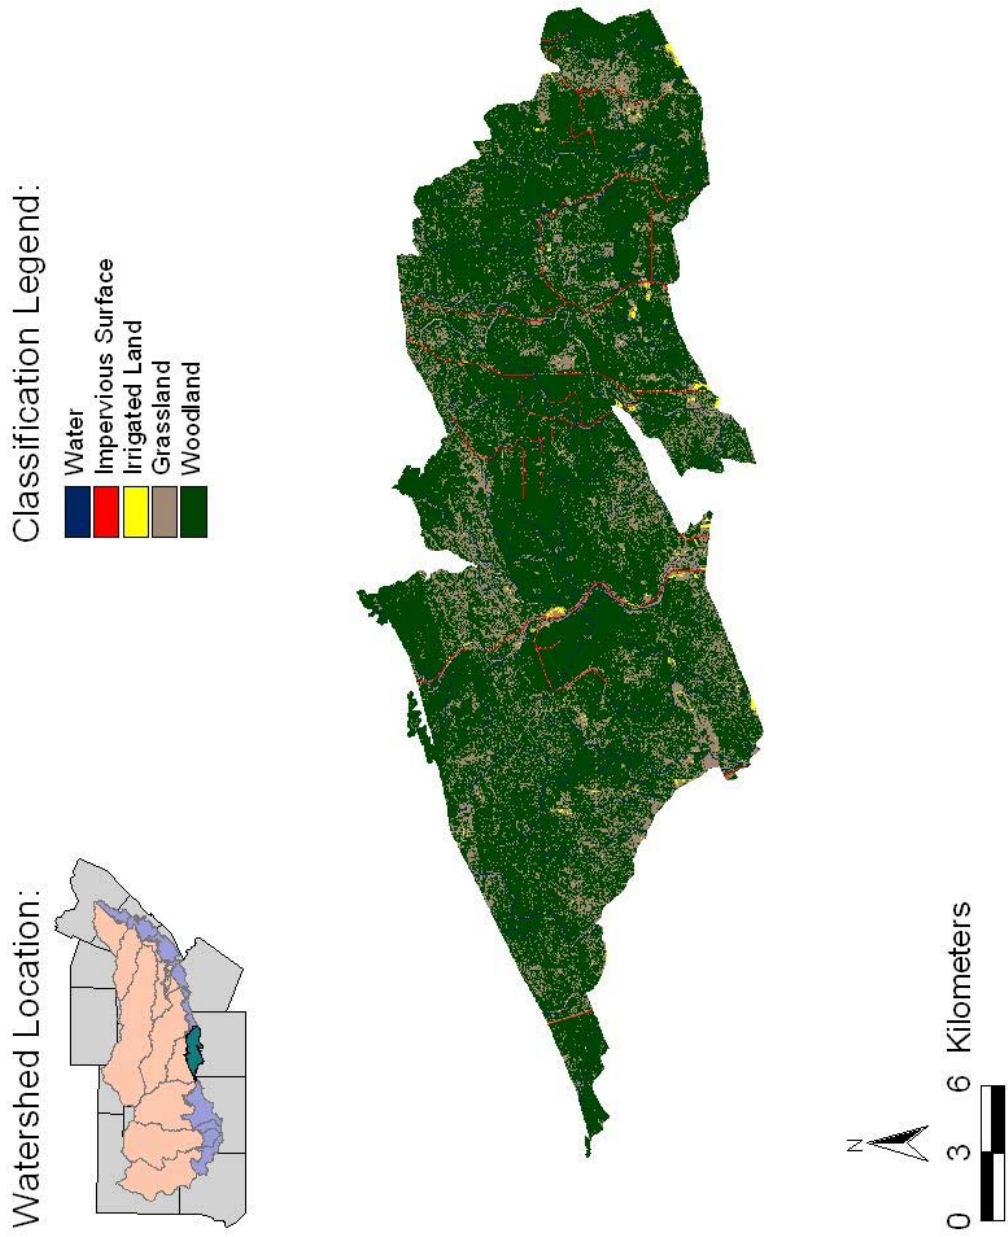 Watershed Location:
Classification Legend:
Water
Impervious Surface
Irrigated Land
Grassland
Woodland
N
0 3 6 Kilometers